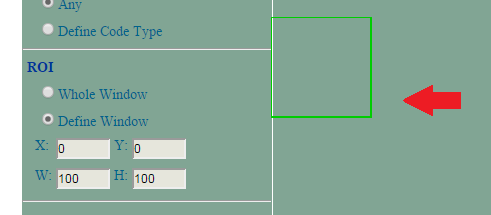 Any
Define Code Type
ROI
Whole Window
Define Window
X: 0 Y: 0
W: 100 H: 100